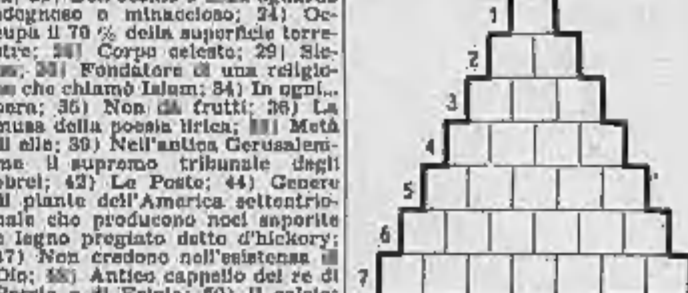 sdegnoso o minaccioso; 24) Oc-
cupa il 70 % della superficie terre-
stre; Corpo celeste; 29)
Fondatore di una religio-
ne che chiamò Islam; 34) In ogni...
35) Non dà frutti; 36) La
musa della poesia lirica; Metà
di elle; 39) Nell'antica Gerusalem-
me il supremo tribunale degli
ebrei; 42) Le Poste; 44) Genere
di piante dell'America settentrio-
nale che producono noci saporite
e legno pregiato detto d'hickory;
47) Non credono nell'esistenza di
Dio; Antico cappello dei re di
1
2
3
4
5
6
7